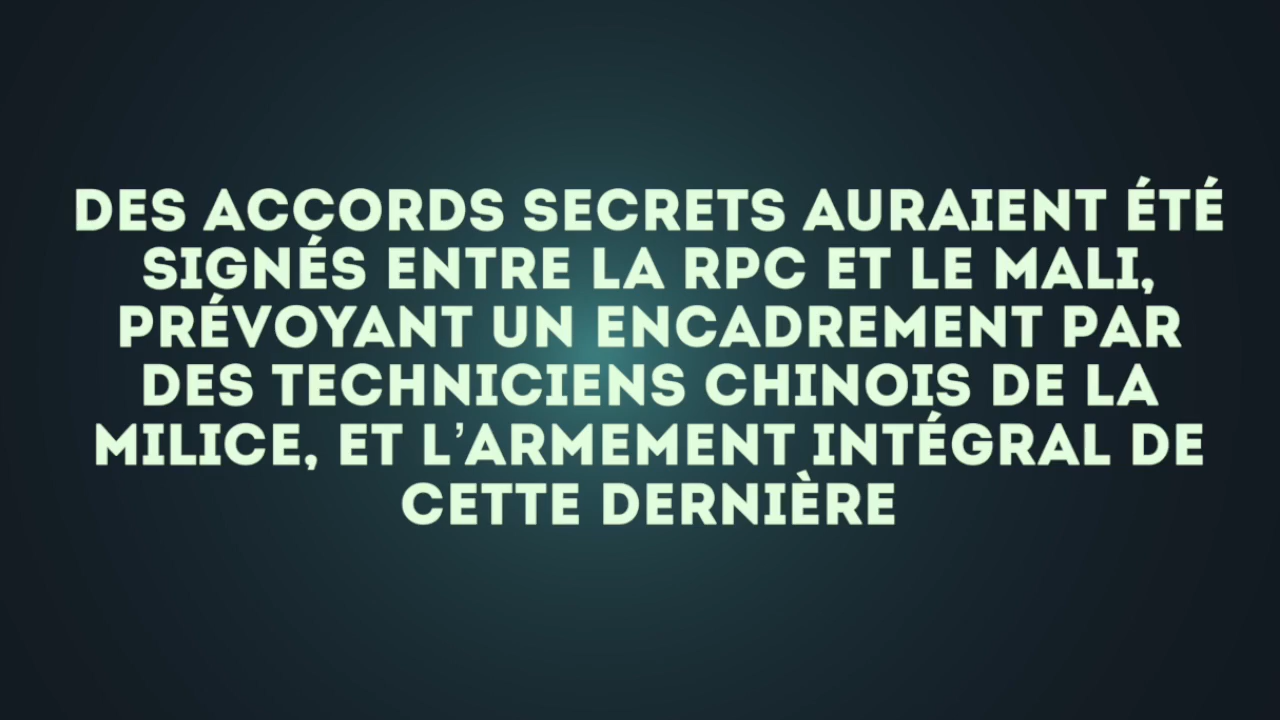 DES ACCORDS SECRETS AURAIENT ÉTÉ
SIGNÉS ENTRE LA RPC ET LE MALI,
PRÉVOYANT UN ENCADREMENT PAR
DES TECHNICIENS CHINOIS DE LA
MILICE, ET L’ARMEMENT INTÉGRAL DE
CETTE DERNIÈRE